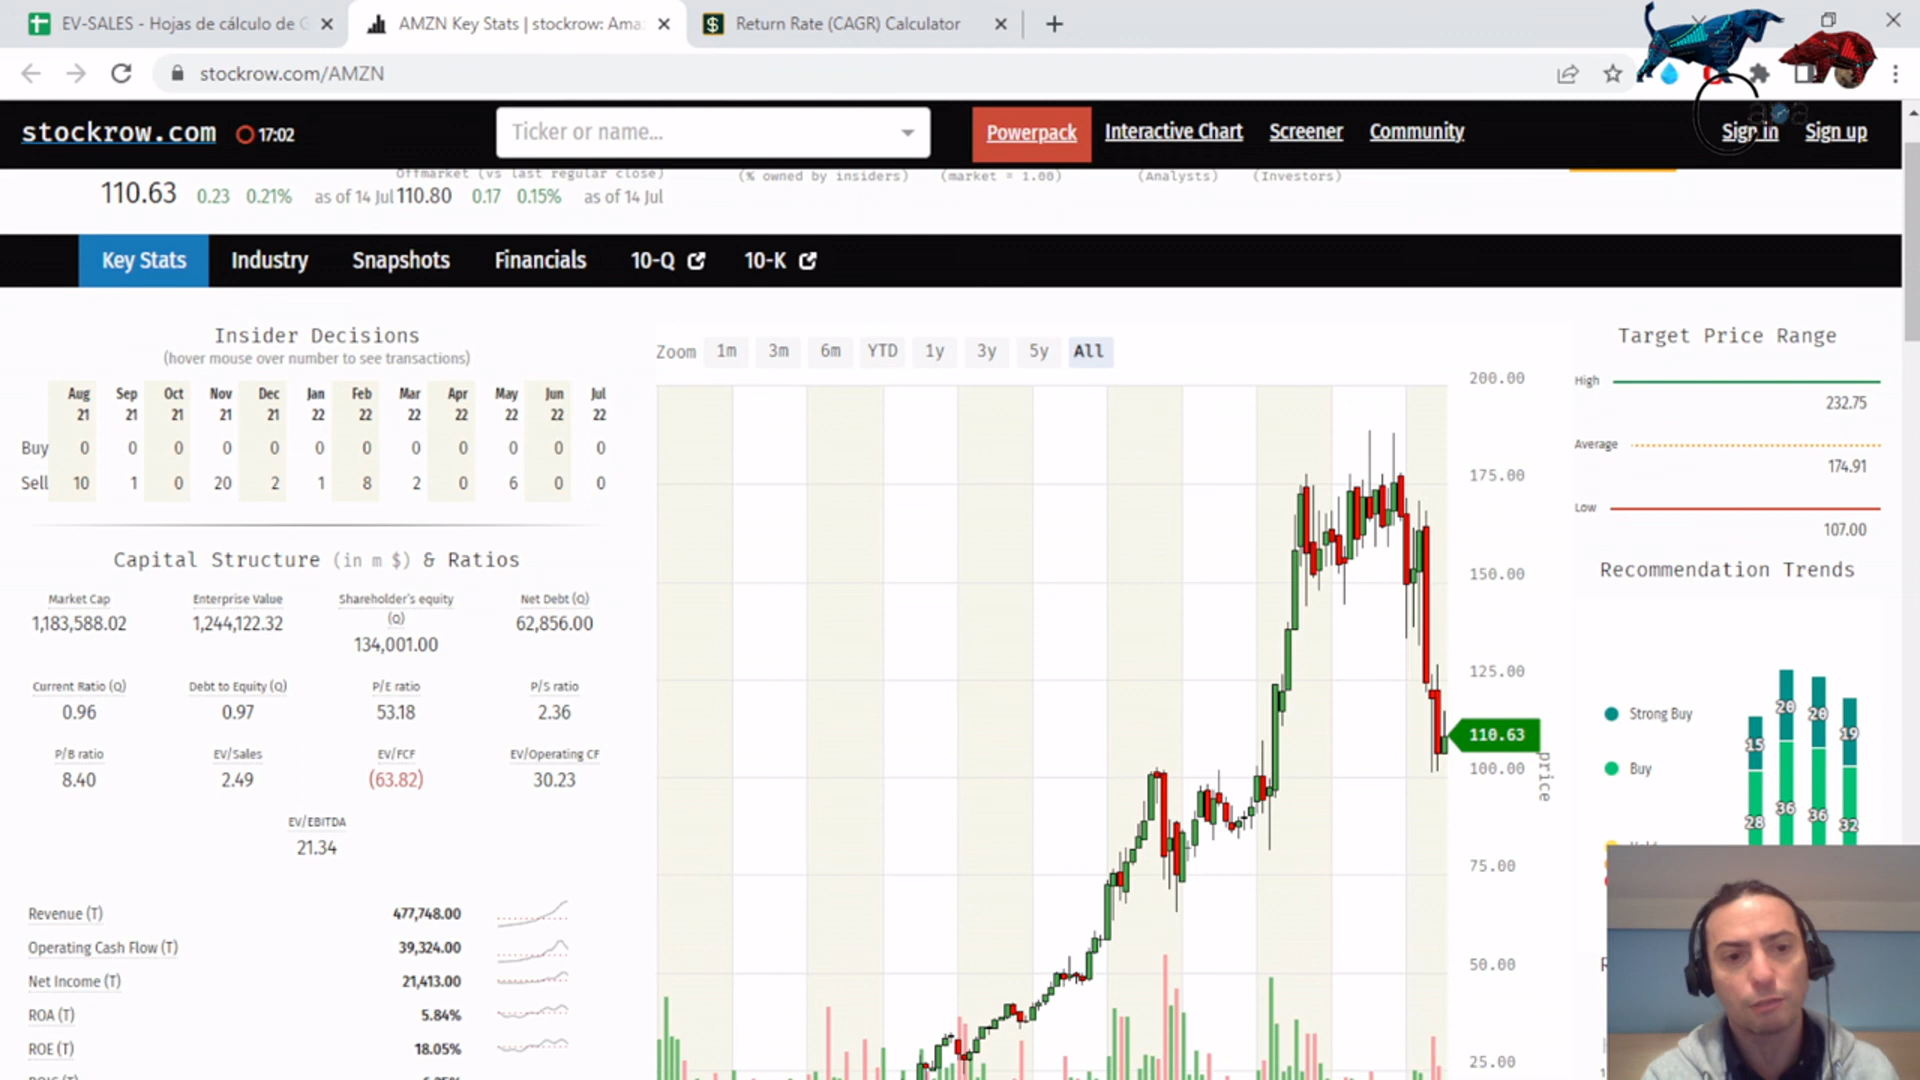 EV-SALES - Hojas de cálculo de G
AMZN Key Stats | stockrow: Ama
Return Rate (CAGR) Calculator
stockrow.com/AMZN
stockrow.com
17:02
Ticker or name...
Powerpack
Interactive Chart
Screener
Community
Sign in
Sign up
Offmarket (vs last regular close)
(% owned by insiders)
(market = 1.00)
(Analysts)
(Investors)
110.63 0.23 0.21% as of 14 Jul 110.80 0.17 0.15% as of 14 Jul
Key Stats
Industry
Snapshots
Financials
10-Q
10-K
Insider Decisions
(hover mouse over number to see transactions)
Aug Sep Oct Nov Dec Jan Feb Mar Apr May Jun Jul
21 21 21 21 21 22 22 22 22 22 22 22
Buy 0 0 0 0 0 0 0 0 0 0 0 0
Sell 10 1 0 20 2 1 8 2 0 6 0 0
Capital Structure (in m $) & Ratios
Market Cap
1,183,588.02
Enterprise Value
1,244,122.32
Shareholder's equity
(Q)
134,001.00
Net Debt (Q)
62,856.00
Current Ratio (Q)
0.96
Debt to Equity (Q)
0.97
P/E ratio
53.18
P/S ratio
2.36
P/B ratio
8.40
EV/Sales
2.49
EV/FCF
(63.82)
EV/Operating CF
30.23
EV/EBITDA
21.34
Revenue (T) 477,748.00
Operating Cash Flow (T) 39,324.00
Net Income (T) 21,413.00
ROA (T) 5.84%
ROE (T) 18.05%
Zoom 1m 3m 6m YTD 1y 3y 5y All
200.00
175.00
150.00
125.00
110.63
100.00
75.00
50.00
25.00
price
Target Price Range
High
232.75
Average
174.91
Low
107.00
Recommendation Trends
Strong Buy
Buy
15 20 20 19
28 36 36 32